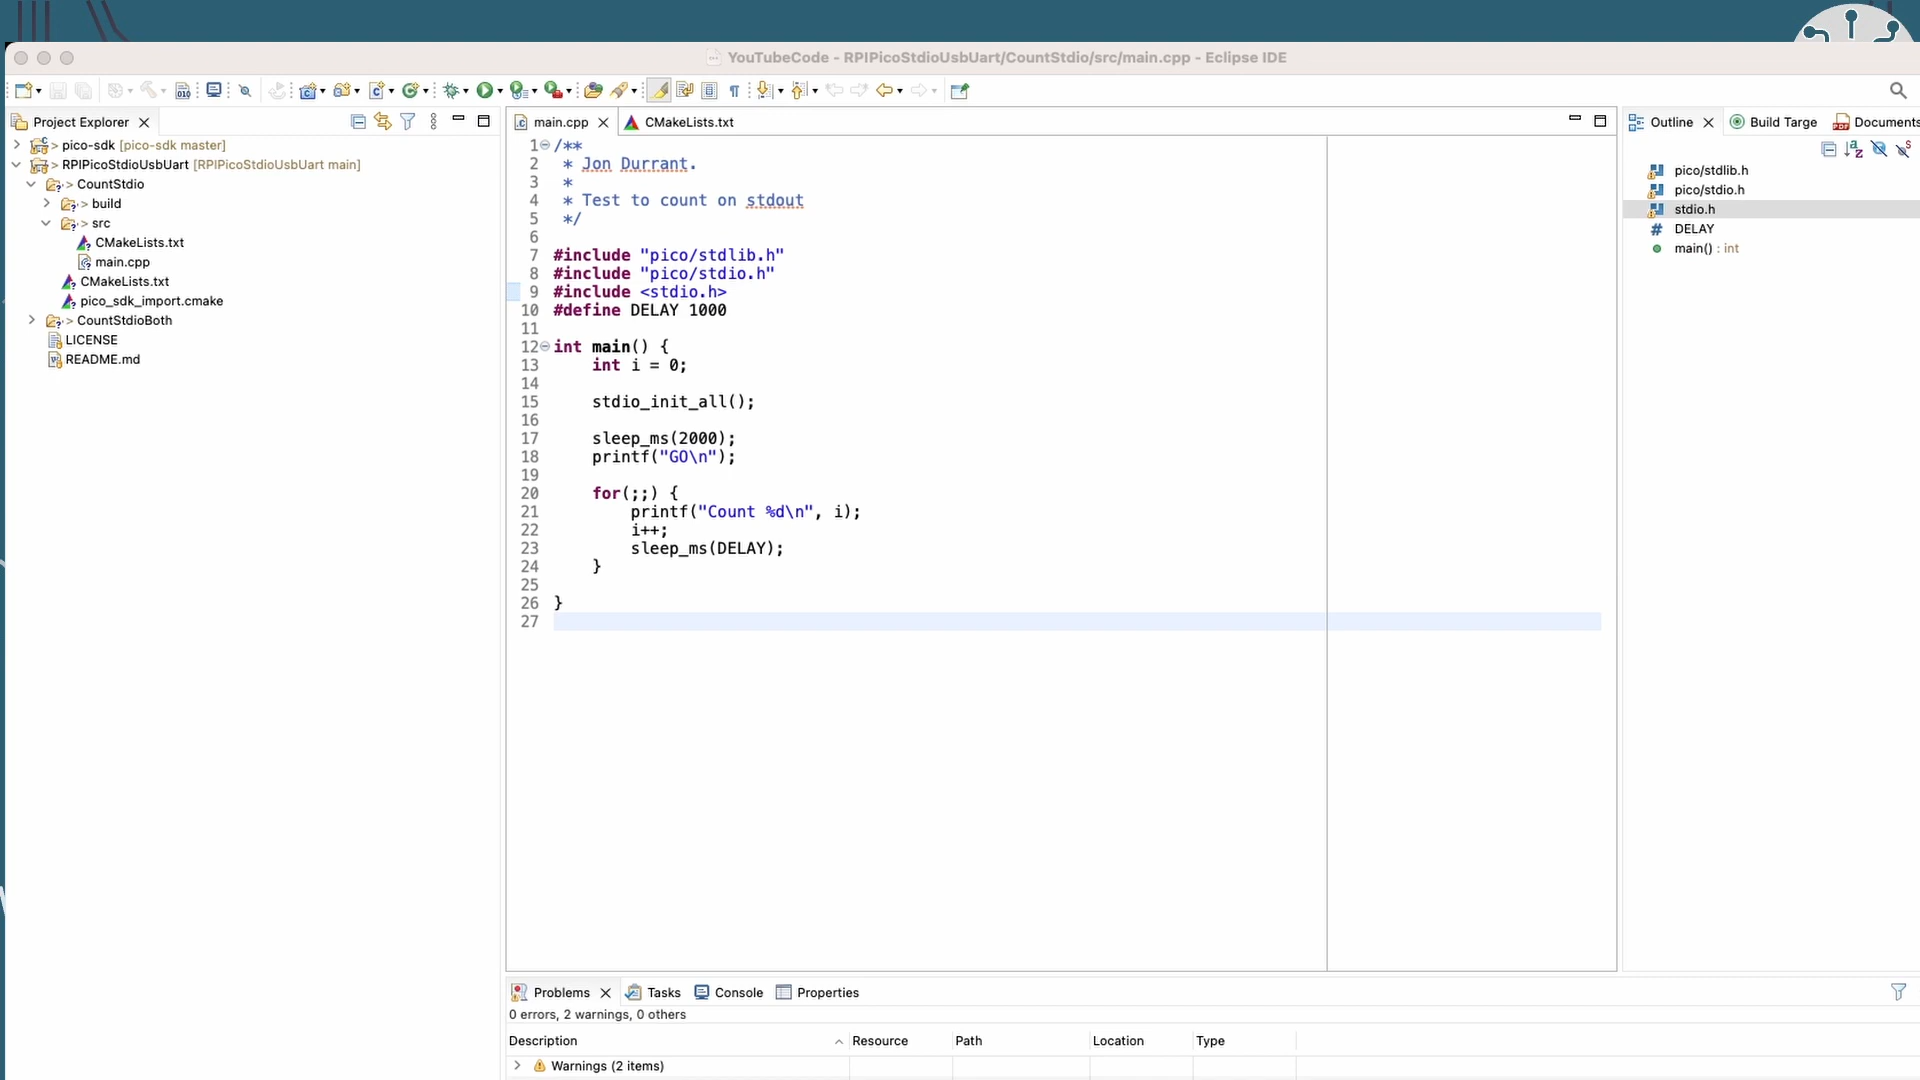 YouTubeCode - RPIPicoStdioUsbUart/CountStdio/src/main.cpp - Eclipse IDE
Project Explorer
> pico-sdk [pico-sdk master]
> RPIPicoStdioUsbUart [RPIPicoStdioUsbUart main]
> CountStdio
> build
> src
CMakeLists.txt
main.cpp
CMakeLists.txt
pico_sdk_import.cmake
> CountStdioBoth
LICENSE
README.md
main.cpp
CMakeLists.txt
1 /**
2 * Jon Durrant.
3 *
4 * Test to count on stdout
5 */
6
7 #include "pico/stdlib.h"
8 #include "pico/stdio.h"
9 #include <stdio.h>
10 #define DELAY 1000
11
12 int main() {
13 int i = 0;
14
15 stdio_init_all();
16
17 sleep_ms(2000);
18 printf("GO\n");
19
20 for(;;) {
21 printf("Count %d\n", i);
22 i++;
23 sleep_ms(DELAY);
24 }
25
26 }
27
Outline
Build Targe
Documents
pico/stdlib.h
pico/stdio.h
stdio.h
# DELAY
main() : int
Problems
Tasks
Console
Properties
0 errors, 2 warnings, 0 others
Description Resource Path Location Type
Warnings (2 items)